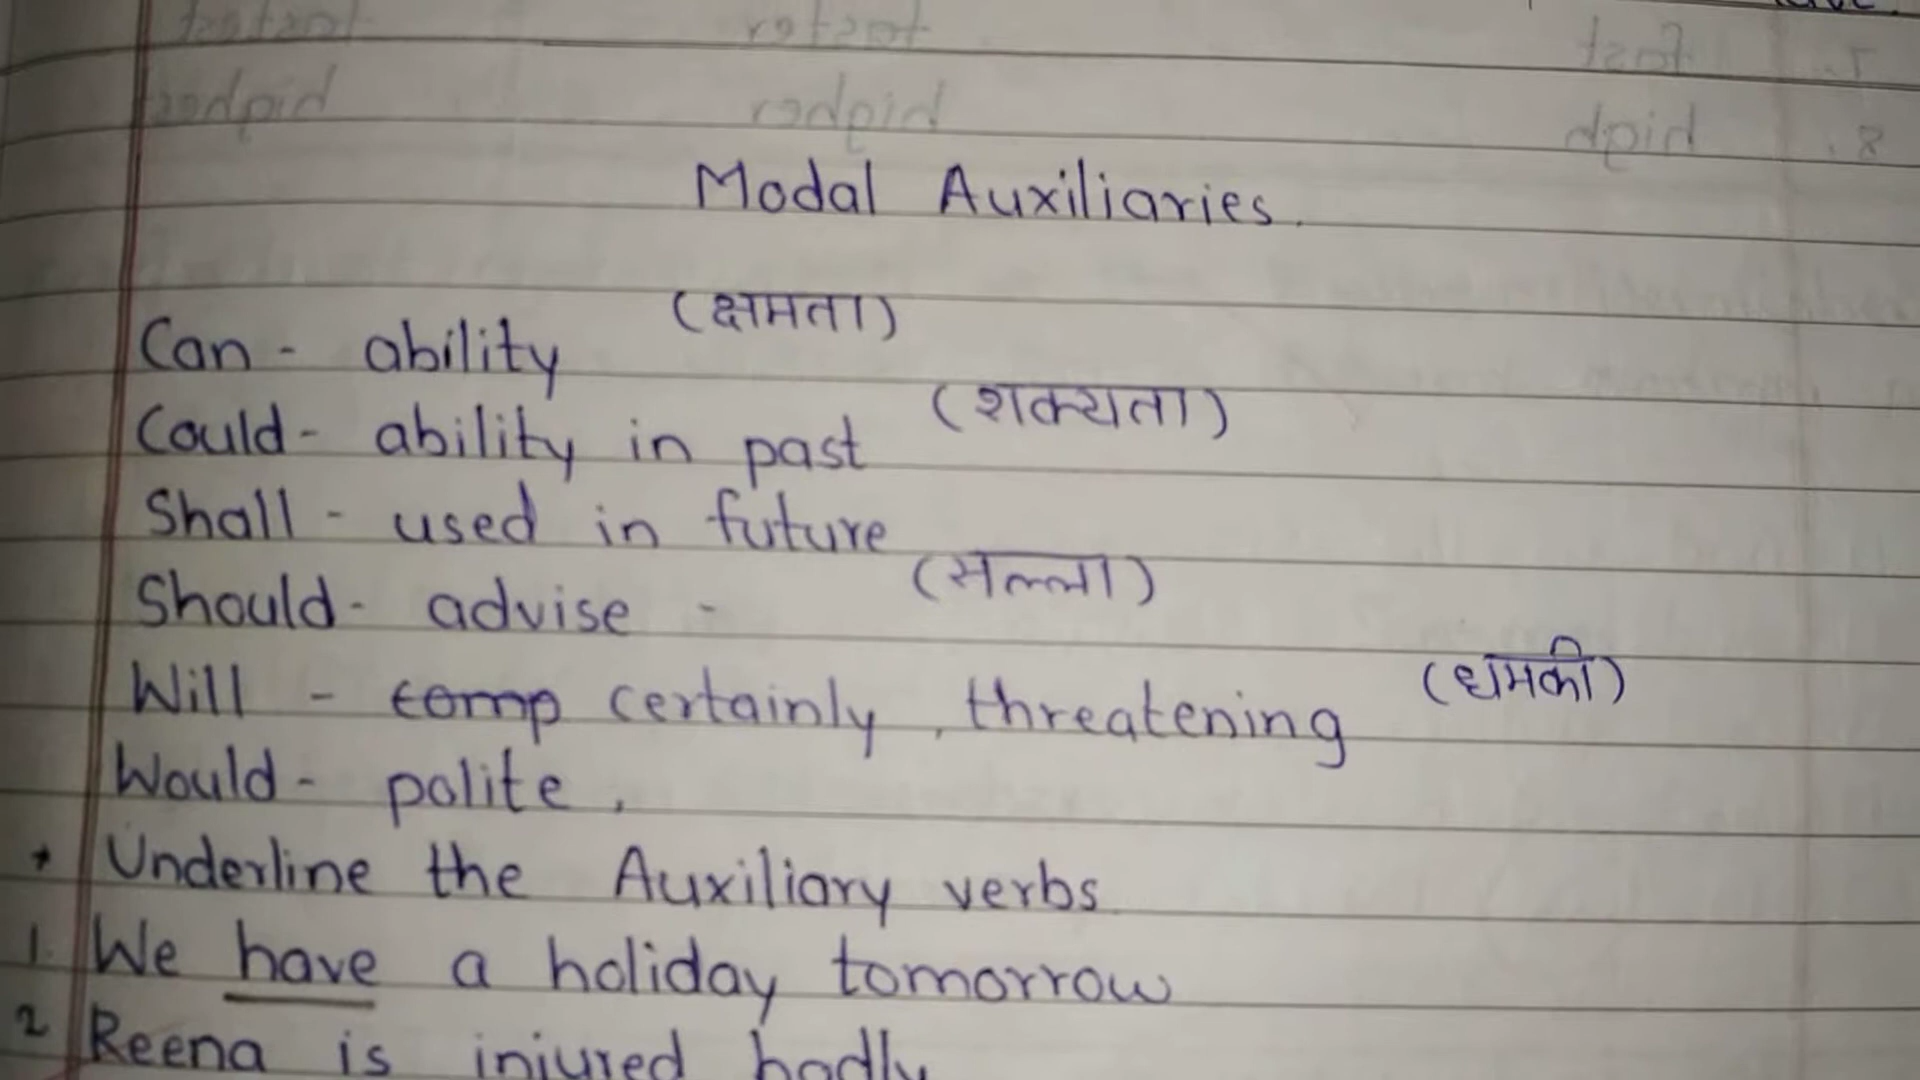 Modal Auxiliaries.
Can - ability (क्षमता)
Could - ability in past (शक्यता)
Shall - used in future
Should - advise - (सल्ला)
Will - comp certainly, threatening (धमकी)
Would - polite.
* Underline the Auxiliary verbs
1. We have a holiday tomorrow
2 Reena is injured badly